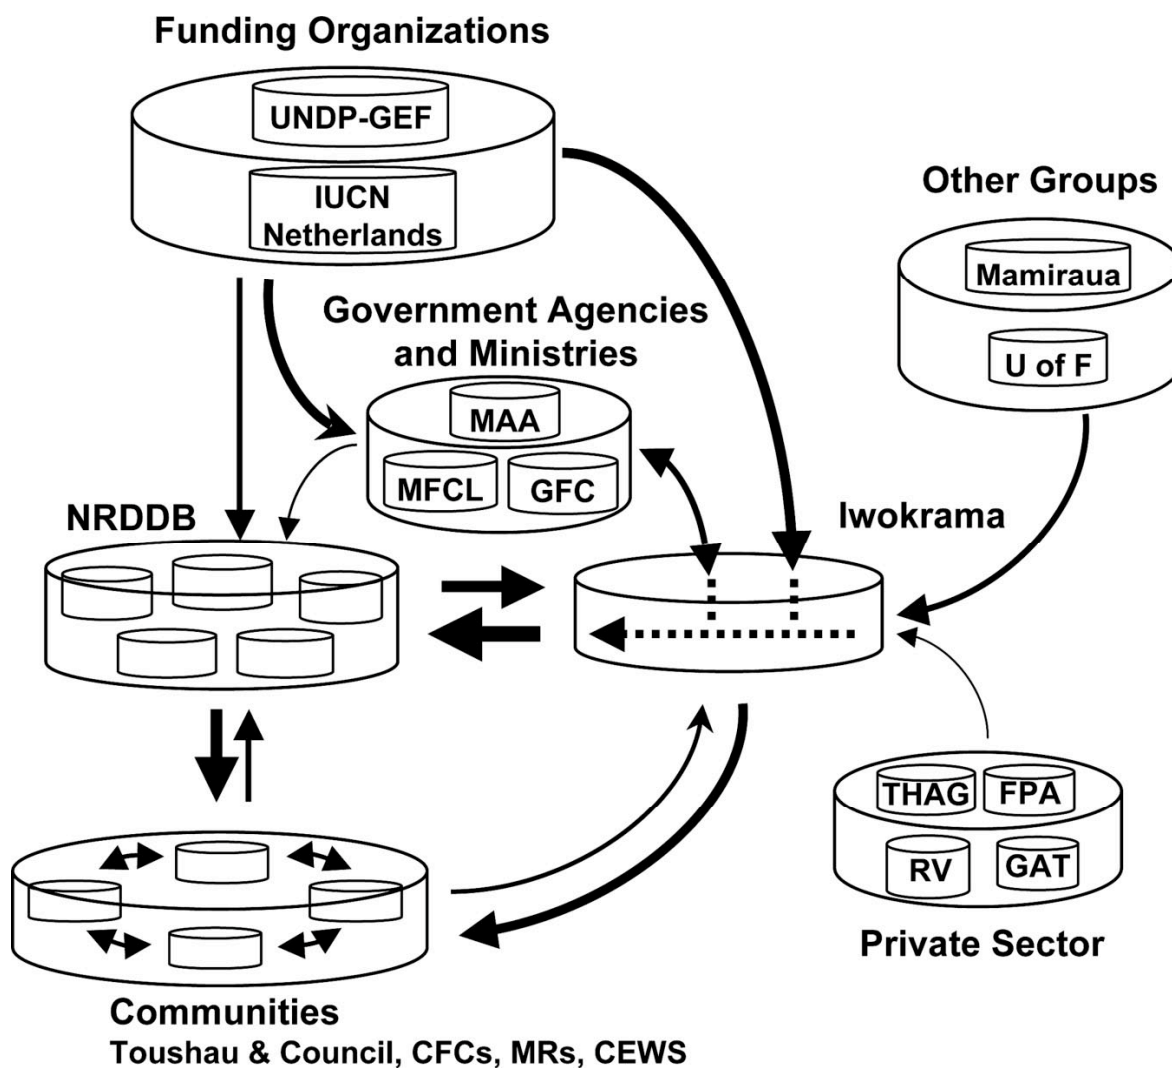 Funding Organizations
UNDP-GEF
IUCN
Netherlands
Other Groups
Mamiraua
U of F
Government Agencies
and Ministries
MAA
MFCL
GFC
NRDDB
Iwokrama
THAG
FPA
RV
GAT
Private Sector
Communities
Toushau & Council, CFCs, MRs, CEWS